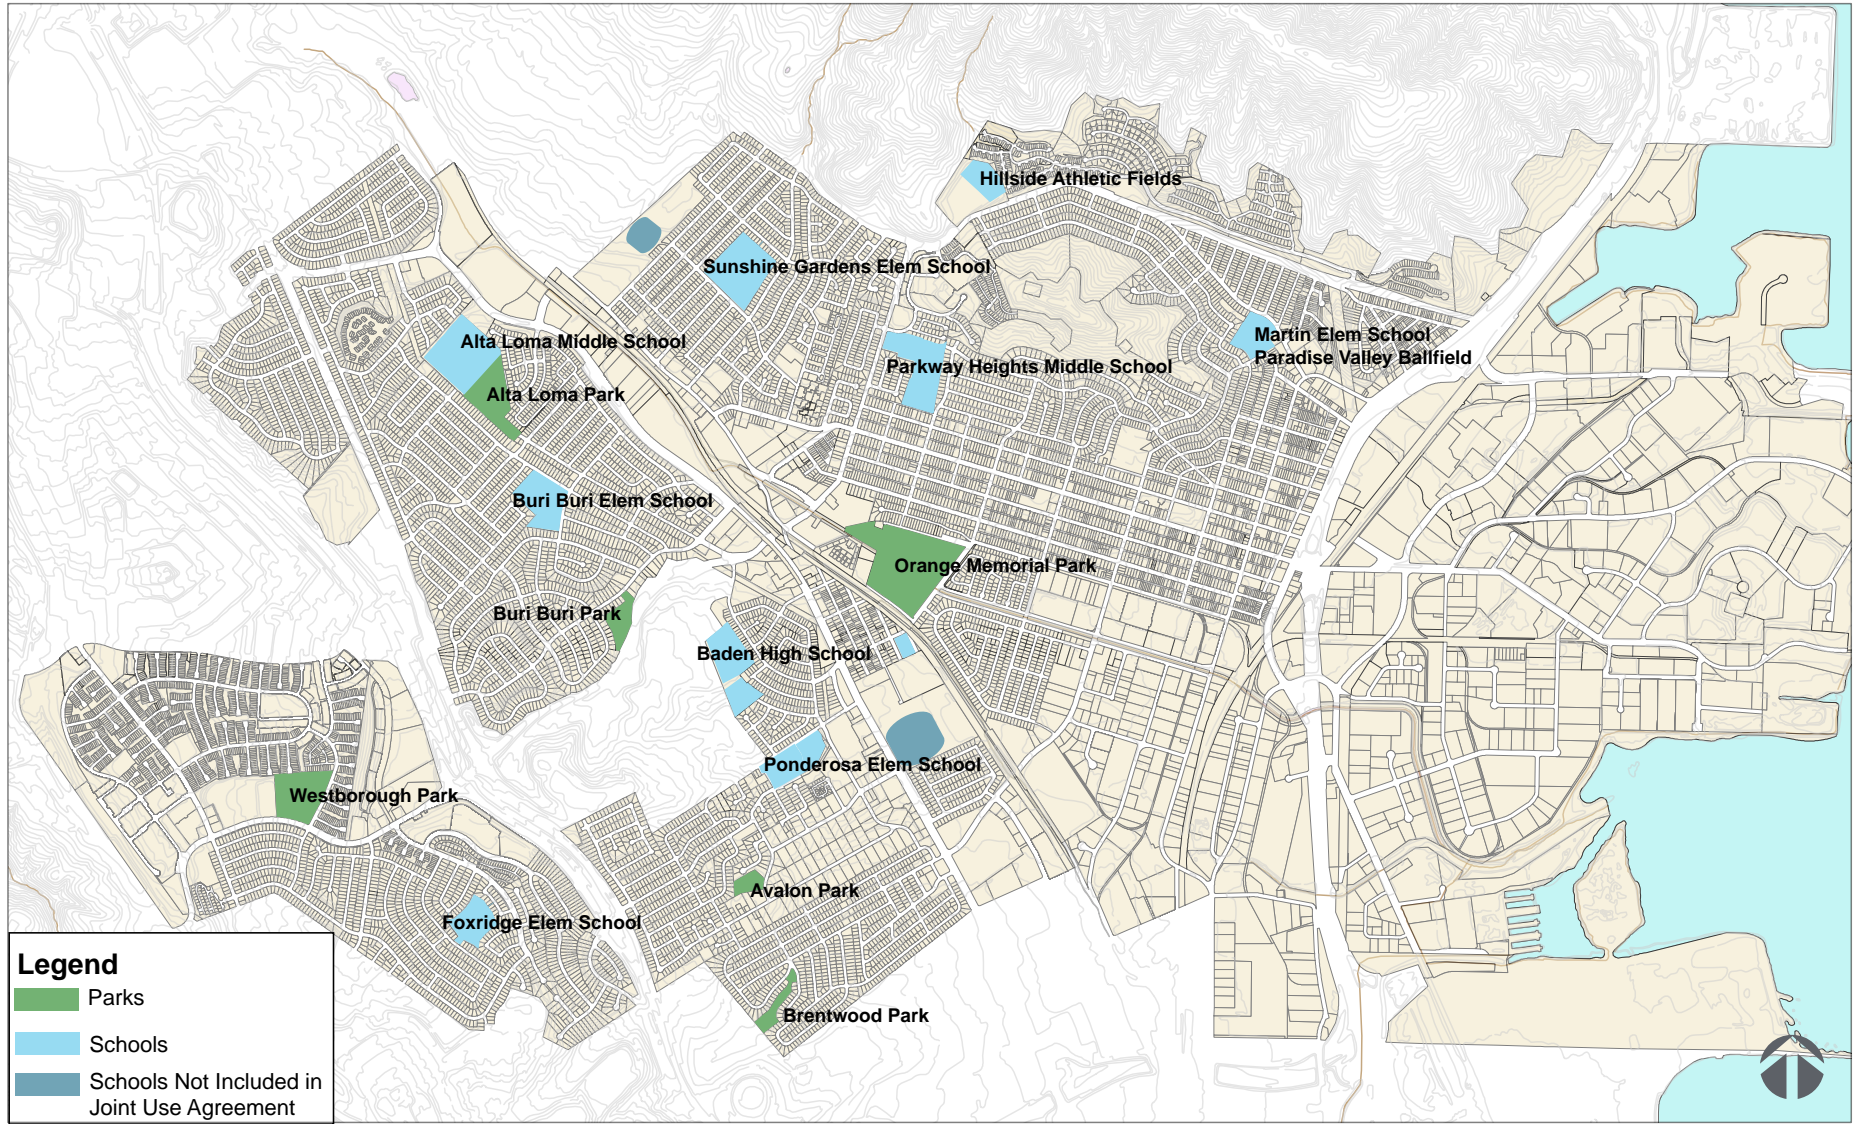 Hillside Athletic Fields
Sunshine Gardens Elem School
Alta Loma Middle School
Martin Elem School
Paradise Valley Ballfield
Parkway Heights Middle School
Alta Loma Park
Buri Buri Elem School
Orange Memorial Park
Buri Buri Park
Baden High School
Ponderosa Elem School
Westborough Park
Avalon Park
Foxridge Elem School
Brentwood Park
Legend
Parks
Schools
Schools Not Included in
Joint Use Agreement